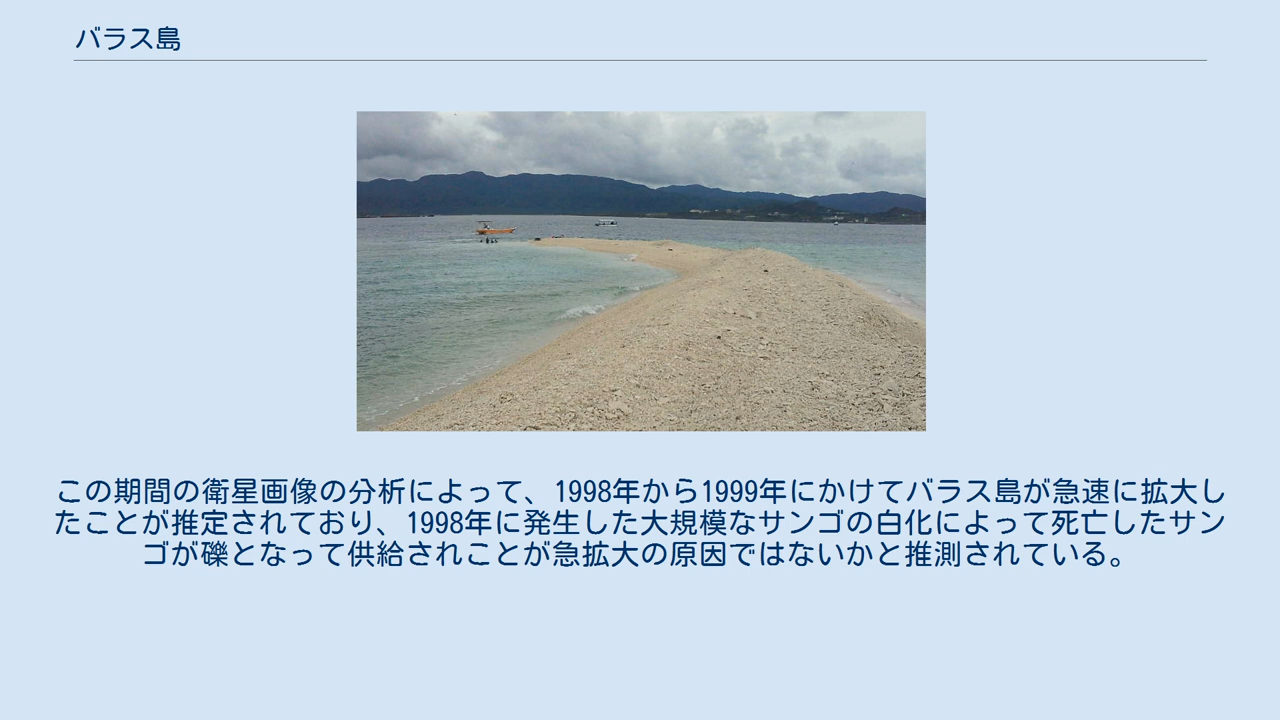 バラス島
この期間の衛星画像の分析によって、1998年から1999年にかけてバラス島が急速に拡大し
たことが推定されており、1998年に発生した大規模なサンゴの白化によって死亡したサン
ゴが礫となって供給されことが急拡大の原因ではないかと推測されている。